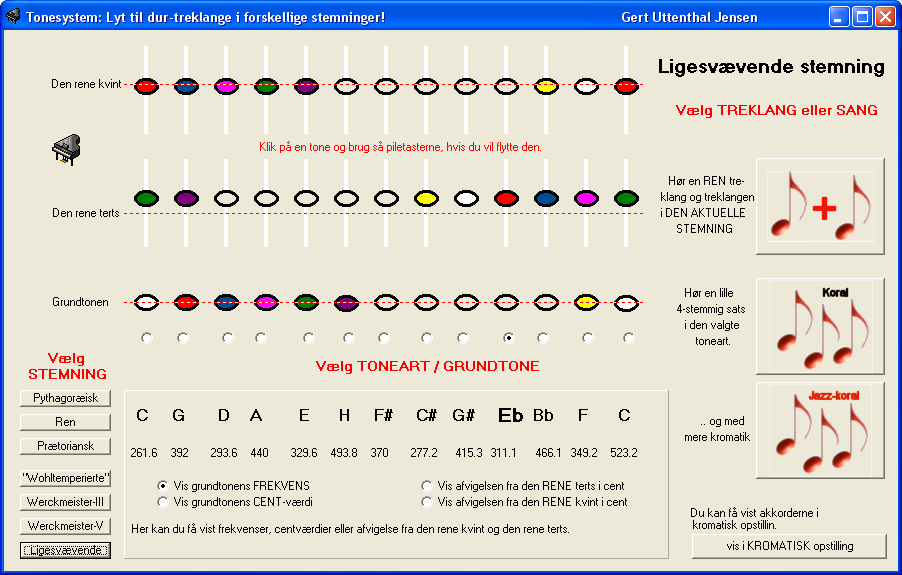 Tonesystem: Lyt til dur-treklange i forskellige stemninger!
Gert Uttenthal Jensen
Den rene kvint
Ligesvævende stemning
Vælg TREKLANG eller SANG
Klik på en tone og brug så piletasterne, hvis du vil flytte den.
Den rene terts
Hør en REN tre-
klang og treklangen
i DEN AKTUELLE
STEMNING
Grundtonen
Hør en lille
4-stemmig sats
i den valgte
toneart.
Koral
Vælg
STEMNING
Vælg TONEART / GRUNDTONE
Jazz-koral
.. og med
mere kromatik
Pythagoræisk
Ren
Prætoriansk
"Wohltemperierte"
Werckmeister-III
Werckmeister-V
Ligesvævende
C G D A E H F# C# G# Eb Bb F C
261.6 392 293.6 440 329.6 493.8 370 277.2 415.3 311.1 466.1 349.2 523.2
Vis grundtonens FREKVENS
Vis afvigelsen fra den RENE terts i cent
Vis grundtonens CENT-værdi
Vis afvigelsen fra den RENE kvint i cent
Her kan du få vist frekvenser, centværdier eller afvigelse fra den rene kvint og den rene terts.
Du kan få vist akkorderne i
kromatisk opstillin.
vis i KROMATISK opstilling